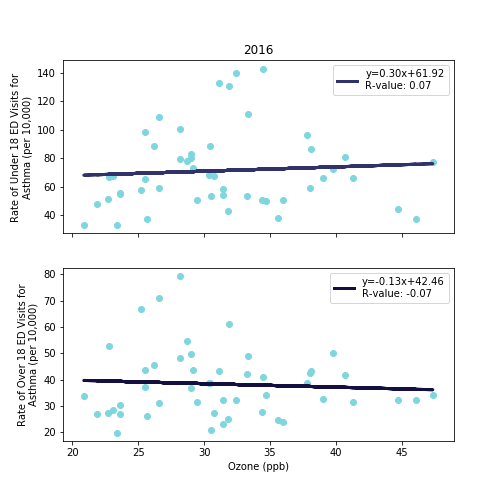 2016
Rate of Under 18 ED Visits for
Asthma (per 10,000)
140
120
100
80
60
40
y=0.30x+61.92
R-value: 0.07
Rate of Over 18 ED Visits for
Asthma (per 10,000)
80
70
60
50
40
30
20
y=-0.13x+42.46
R-value: -0.07
20 25 30 35 40 45
Ozone (ppb)